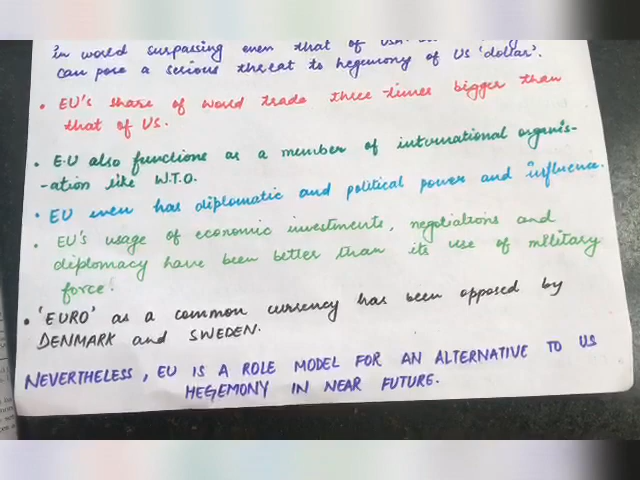 in world surpassing even that of USA.
can pose a serious threat to hegemony of US 'dollar'.
• EU's share of world trade three times bigger than
that of US.
• E.U also functions as a member of international organis-
-ation like W.T.O.
• EU even has diplomatic and political power and influence.
• EU's usage of economic investments, negotiations and
diplomacy have been better than its use of military
force.
• 'EURO' as a common currency has been opposed by
DENMARK and SWEDEN.
NEVERTHELESS, EU IS A ROLE MODEL FOR AN ALTERNATIVE TO US
HEGEMONY IN NEAR FUTURE.